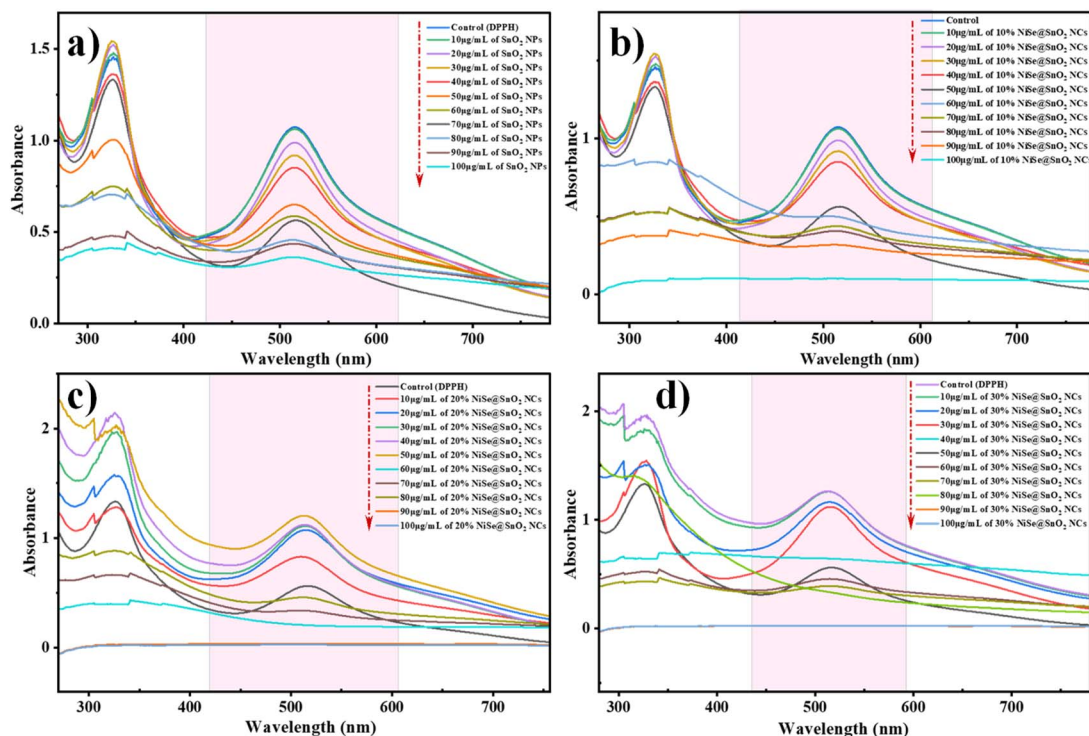 a)
Control (DPPH)
10μg/mL of SnO₂ NPs
20μg/mL of SnO₂ NPs
30μg/mL of SnO₂ NPs
40μg/mL of SnO₂ NPs
50μg/mL of SnO₂ NPs
60μg/mL of SnO₂ NPs
70μg/mL of SnO₂ NPs
80μg/mL of SnO₂ NPs
90μg/mL of SnO₂ NPs
100μg/mL of SnO₂ NPs
Absorbance
1.5
1.0
0.5
0.0
300 400 500 600 700
Wavelength (nm)
b)
Control
10μg/mL of 10% NiSe@SnO₂ NCs
20μg/mL of 10% NiSe@SnO₂ NCs
30μg/mL of 10% NiSe@SnO₂ NCs
40μg/mL of 10% NiSe@SnO₂ NCs
50μg/mL of 10% NiSe@SnO₂ NCs
60μg/mL of 10% NiSe@SnO₂ NCs
70μg/mL of 10% NiSe@SnO₂ NCs
80μg/mL of 10% NiSe@SnO₂ NCs
90μg/mL of 10% NiSe@SnO₂ NCs
100μg/mL of 10% NiSe@SnO₂ NCs
Absorbance
1
0
300 400 500 600 700
Wavelength (nm)
c)
Control (DPPH)
10μg/mL of 20% NiSe@SnO₂ NCs
20μg/mL of 20% NiSe@SnO₂ NCs
30μg/mL of 20% NiSe@SnO₂ NCs
40μg/mL of 20% NiSe@SnO₂ NCs
50μg/mL of 20% NiSe@SnO₂ NCs
60μg/mL of 20% NiSe@SnO₂ NCs
70μg/mL of 20% NiSe@SnO₂ NCs
80μg/mL of 20% NiSe@SnO₂ NCs
90μg/mL of 20% NiSe@SnO₂ NCs
100μg/mL of 20% NiSe@SnO₂ NCs
Absorbance
2
1
0
300 400 500 600 700
Wavelength (nm)
d)
Control (DPPH)
10μg/mL of 30% NiSe@SnO₂ NCs
20μg/mL of 30% NiSe@SnO₂ NCs
30μg/mL of 30% NiSe@SnO₂ NCs
40μg/mL of 30% NiSe@SnO₂ NCs
50μg/mL of 30% NiSe@SnO₂ NCs
60μg/mL of 30% NiSe@SnO₂ NCs
70μg/mL of 30% NiSe@SnO₂ NCs
80μg/mL of 30% NiSe@SnO₂ NCs
90μg/mL of 30% NiSe@SnO₂ NCs
100μg/mL of 30% NiSe@SnO₂ NCs
Absorbance
2
1
0
300 400 500 600 700
Wavelength (nm)